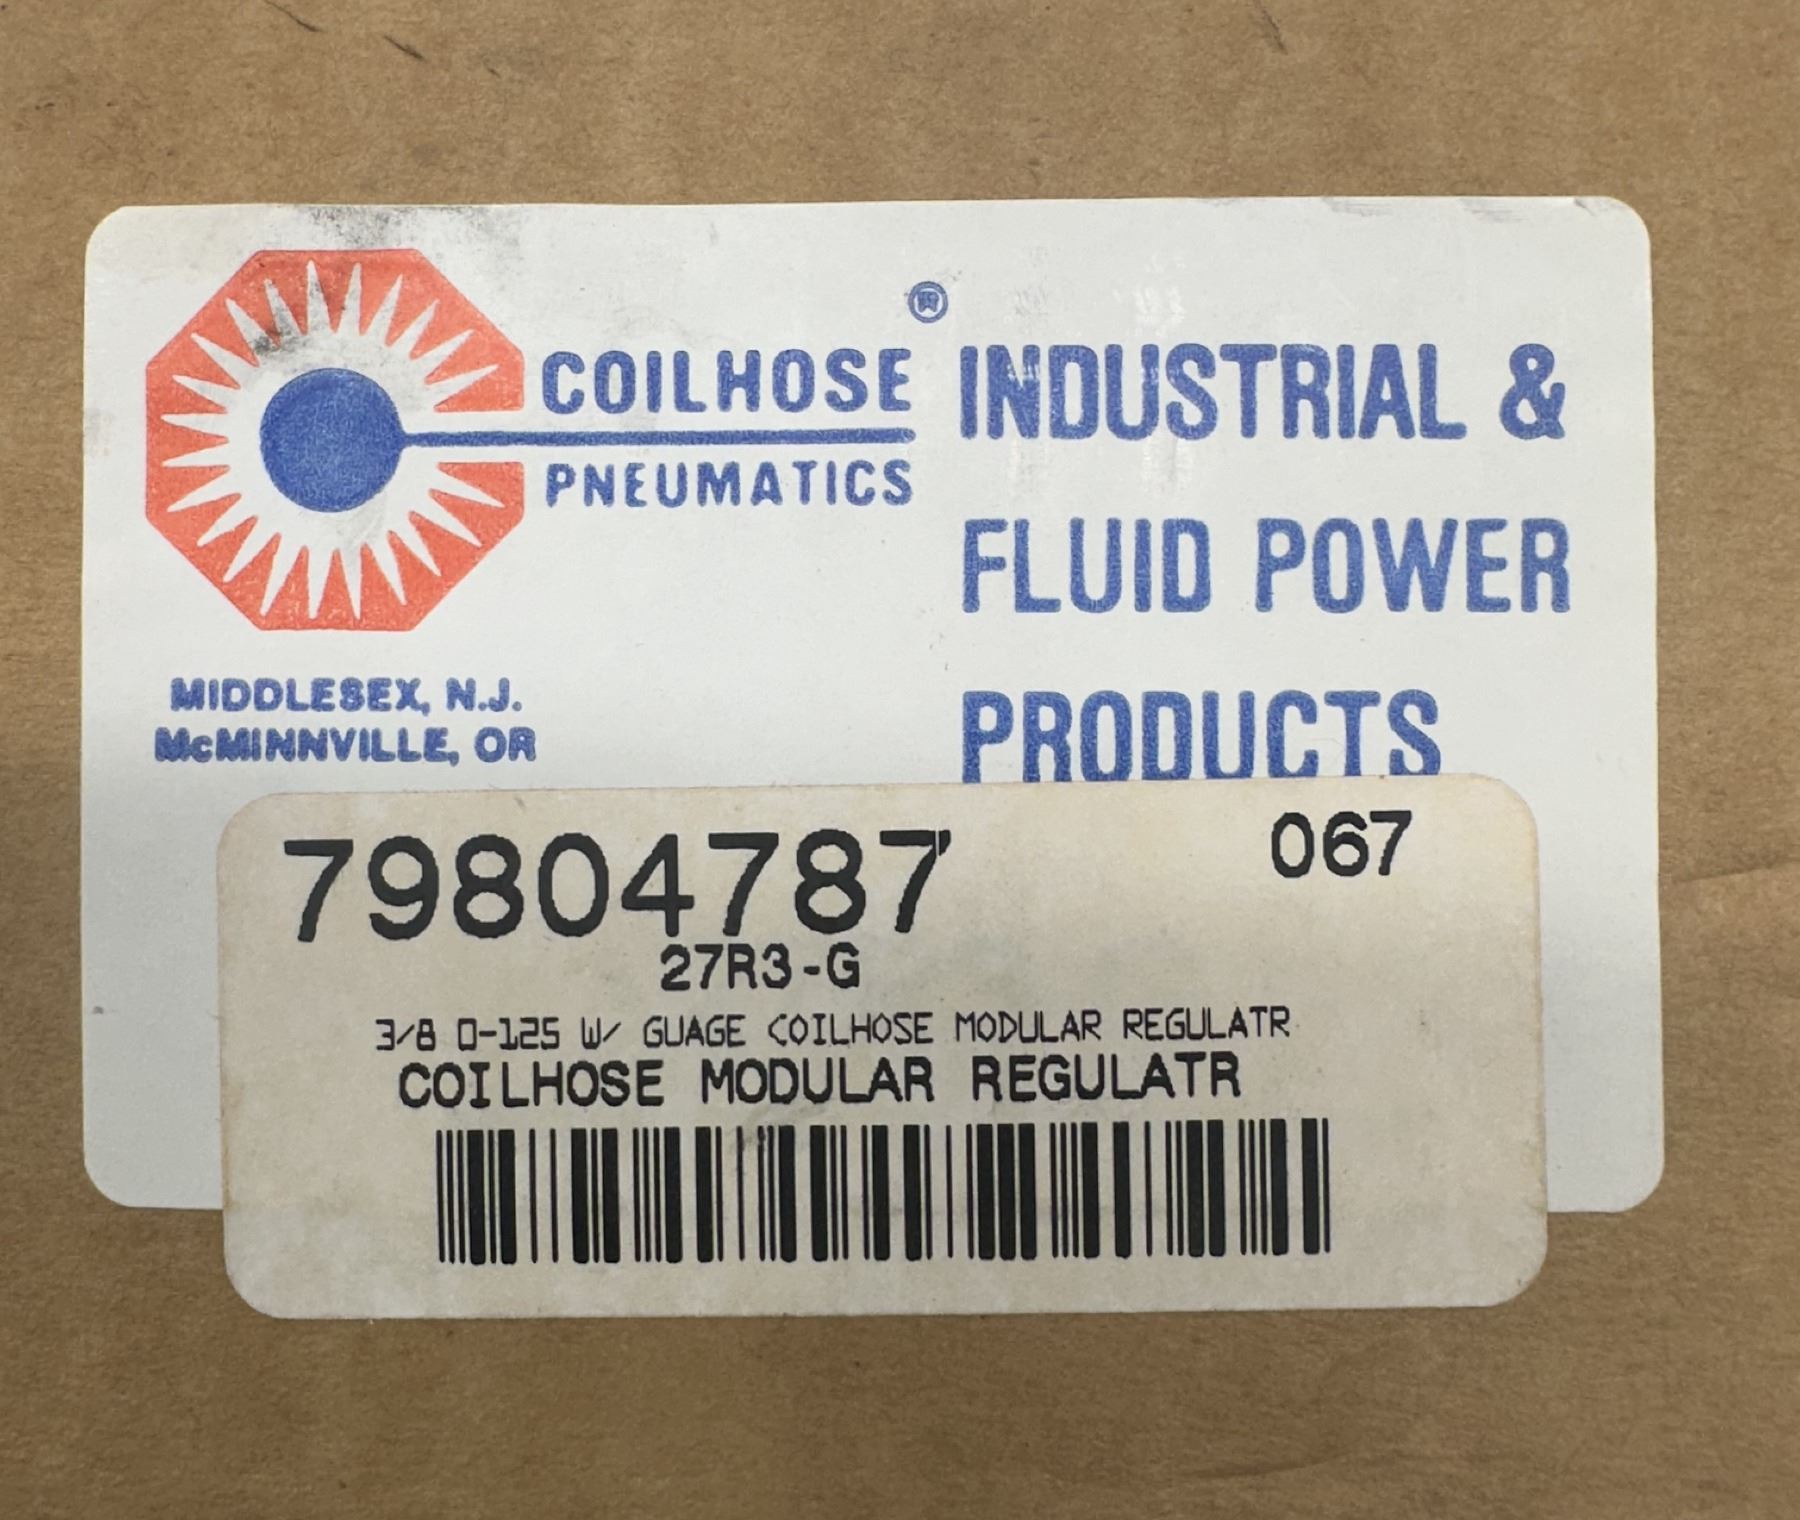 ®
COILHOSE
PNEUMATICS
INDUSTRIAL &
FLUID POWER
PRODUCTS
MIDDLESEX, N.J.
McMINNVILLE, OR
79804787
067
27R3-G
3/8 0-125 W/ GUAGE COILHOSE MODULAR REGULATR
COILHOSE MODULAR REGULATR